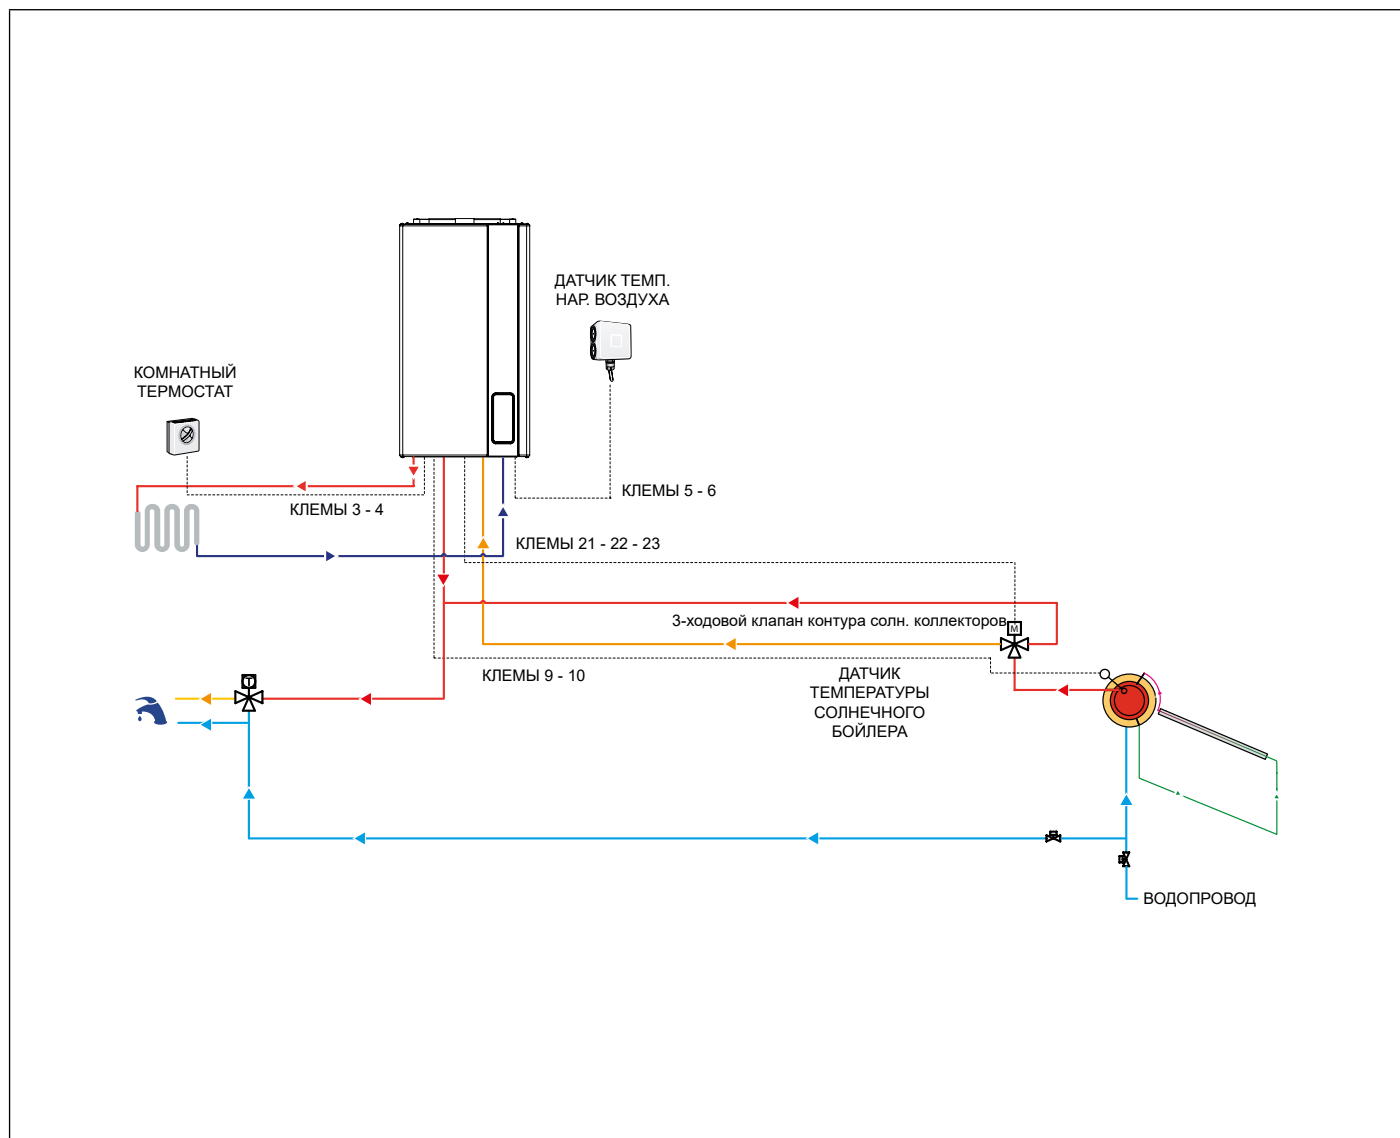 ДАТЧИК ТЕМП.
НАР. ВОЗДУХА
КОМНАТНЫЙ
ТЕРМОСТАТ
КЛЕМЫ 5 - 6
КЛЕМЫ 3 - 4
КЛЕМЫ 21 - 22 - 23
3-ходовой клапан контура солн. коллекторов
M
КЛЕМЫ 9 - 10
ДАТЧИК
ТЕМПЕРАТУРЫ
СОЛНЕЧНОГО
БОЙЛЕРА
T
ВОДОПРОВОД